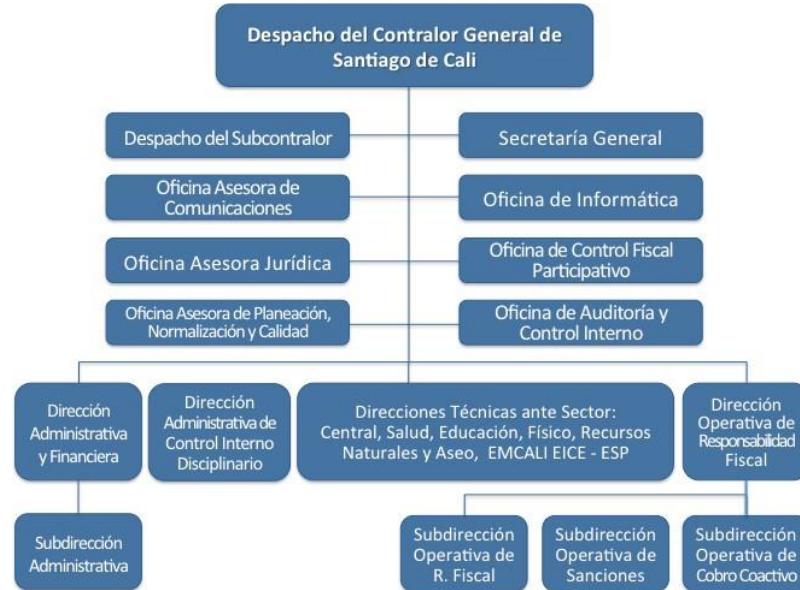 Despacho del Contralor General de
Santiago de Cali
Despacho del Subcontralor
Secretaría General
Oficina Asesora de
Comunicaciones
Oficina de Informática
Oficina Asesora Jurídica
Oficina de Control Fiscal
Participativo
Oficina Asesora de Planeación,
Normalización y Calidad
Oficina de Auditoría y
Control Interno
Dirección
Administrativa
y Financiera
Dirección
Administrativa de
Control Interno
Disciplinario
Direcciones Técnicas ante Sector:
Central, Salud, Educación, Físico, Recursos
Naturales y Aseo, EMCALI EICE - ESP
Dirección
Operativa de
Responsabilidad
Fiscal
Subdirección
Administrativa
Subdirección
Operativa de
R. Fiscal
Subdirección
Operativa de
Sanciones
Subdirección
Operativa de
Cobro Coactivo